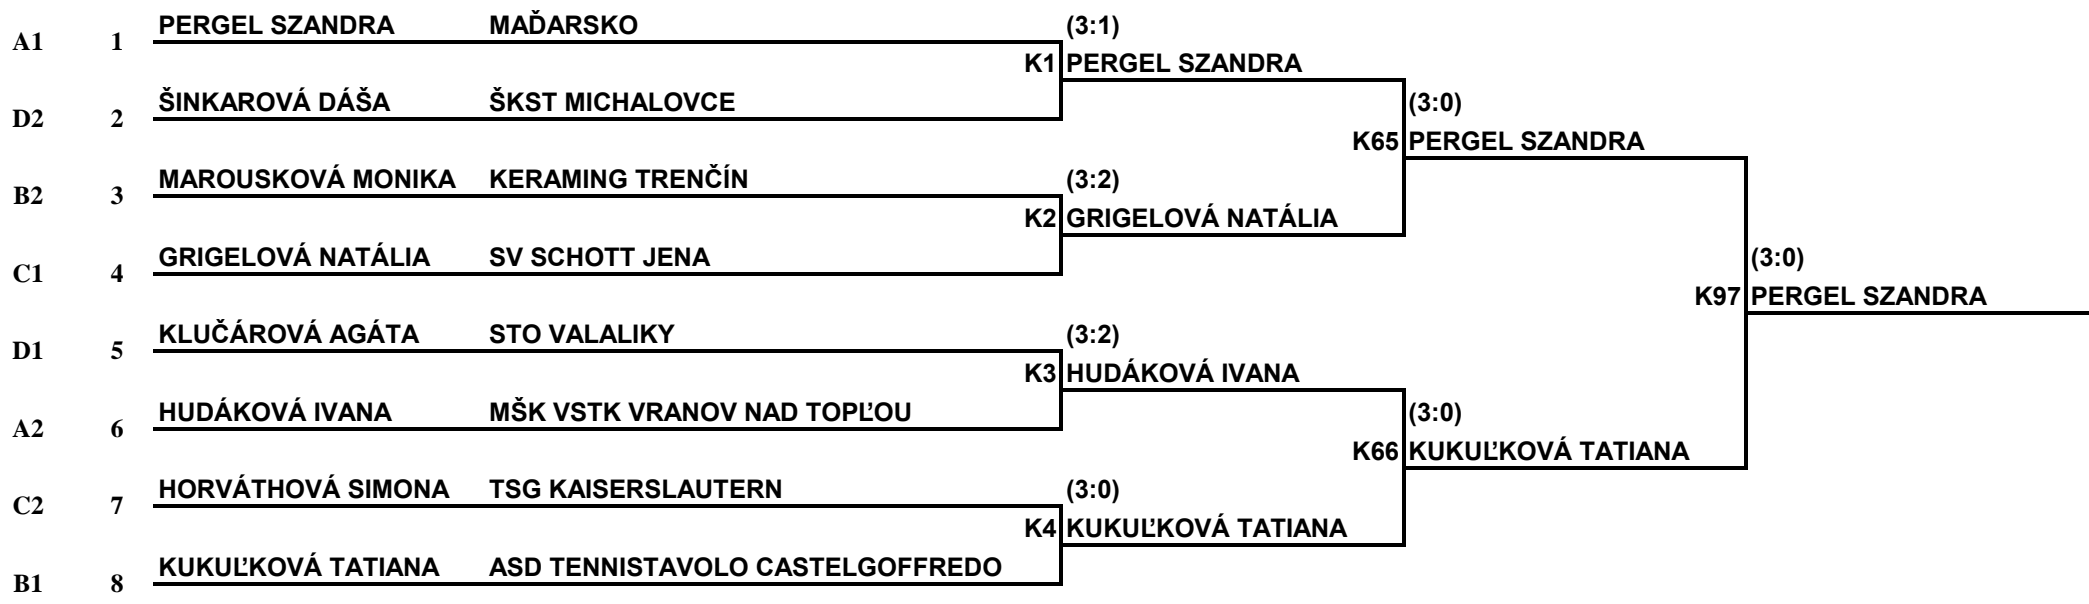 PERGEL SZANDRA MAĎARSKO (3:1)
A1 1
K1 PERGEL SZANDRA
ŠINKAROVÁ DÁŠA ŠKST MICHALOVCE (3:0)
D2 2
K65 PERGEL SZANDRA
MAROUSKOVÁ MONIKA KERAMING TRENČÍN (3:2)
B2 3
K2 GRIGELOVÁ NATÁLIA
GRIGELOVÁ NATÁLIA SV SCHOTT JENA (3:0)
C1 4
K97 PERGEL SZANDRA
KLUČÁROVÁ AGÁTA STO VALALIKY (3:2)
D1 5
K3 HUDÁKOVÁ IVANA
HUDÁKOVÁ IVANA MŠK VSTK VRANOV NAD TOPĽOU (3:0)
A2 6
K66 KUKUĽKOVÁ TATIANA
HORVÁTHOVÁ SIMONA TSG KAISERSLAUTERN (3:0)
C2 7
K4 KUKUĽKOVÁ TATIANA
KUKUĽKOVÁ TATIANA ASD TENNISTAVOLO CASTELGOFFREDO
B1 8